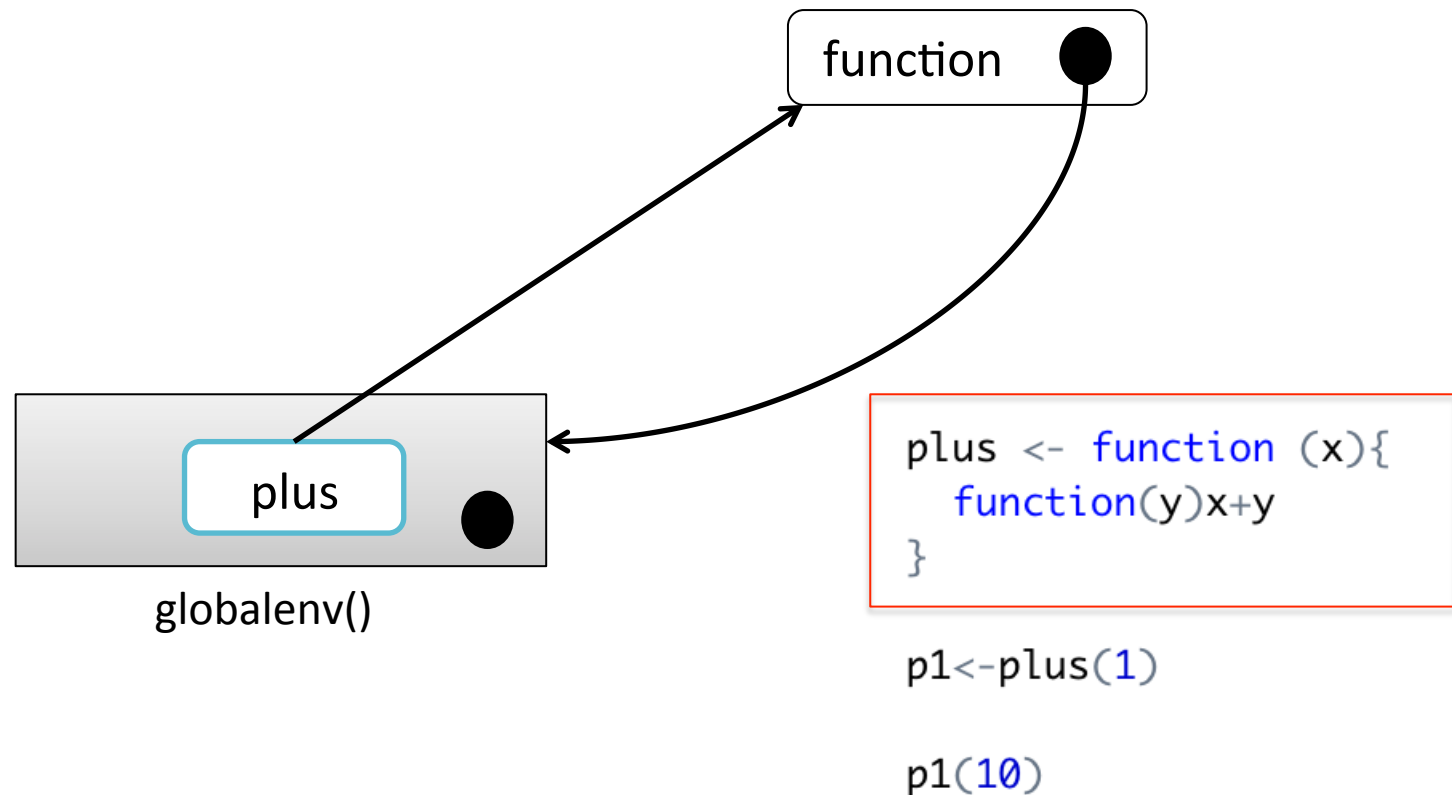 function
plus
globalenv()
plus <- function (x){
  function(y)x+y
}
p1<-plus(1)
p1(10)